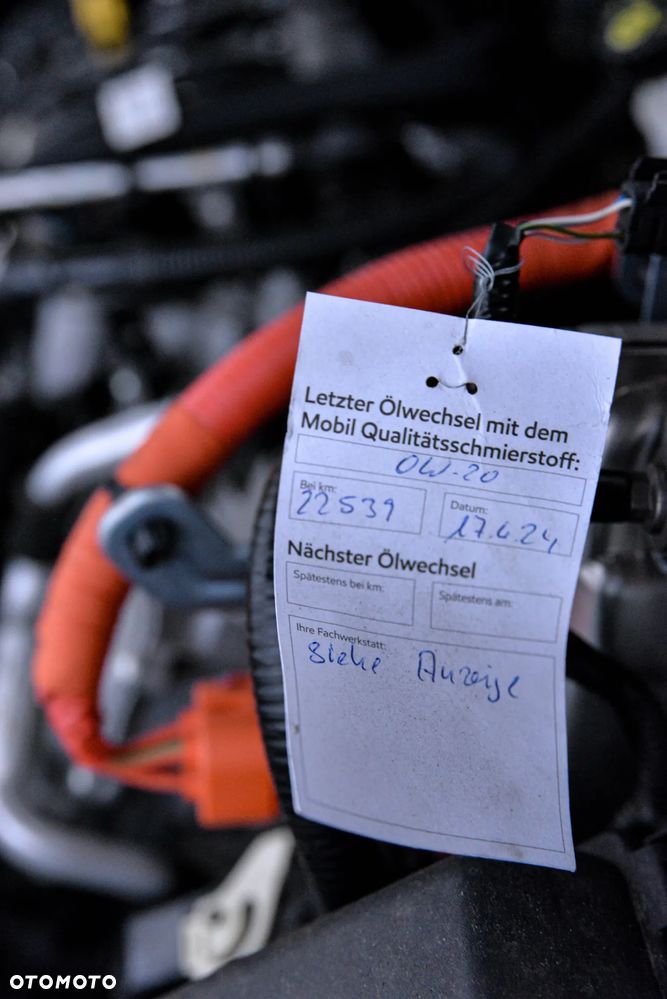 Letzter Ölwechsel mit dem
Mobil Qualitätsschmierstoff:
0W-20
Bei km:
22539
Datum:
17.6.24
Nächster Ölwechsel
Spätestens bei km:
Spätestens am:
Ihre Fachwerkstatt:
Siehe Anzeige
OTOMOTO